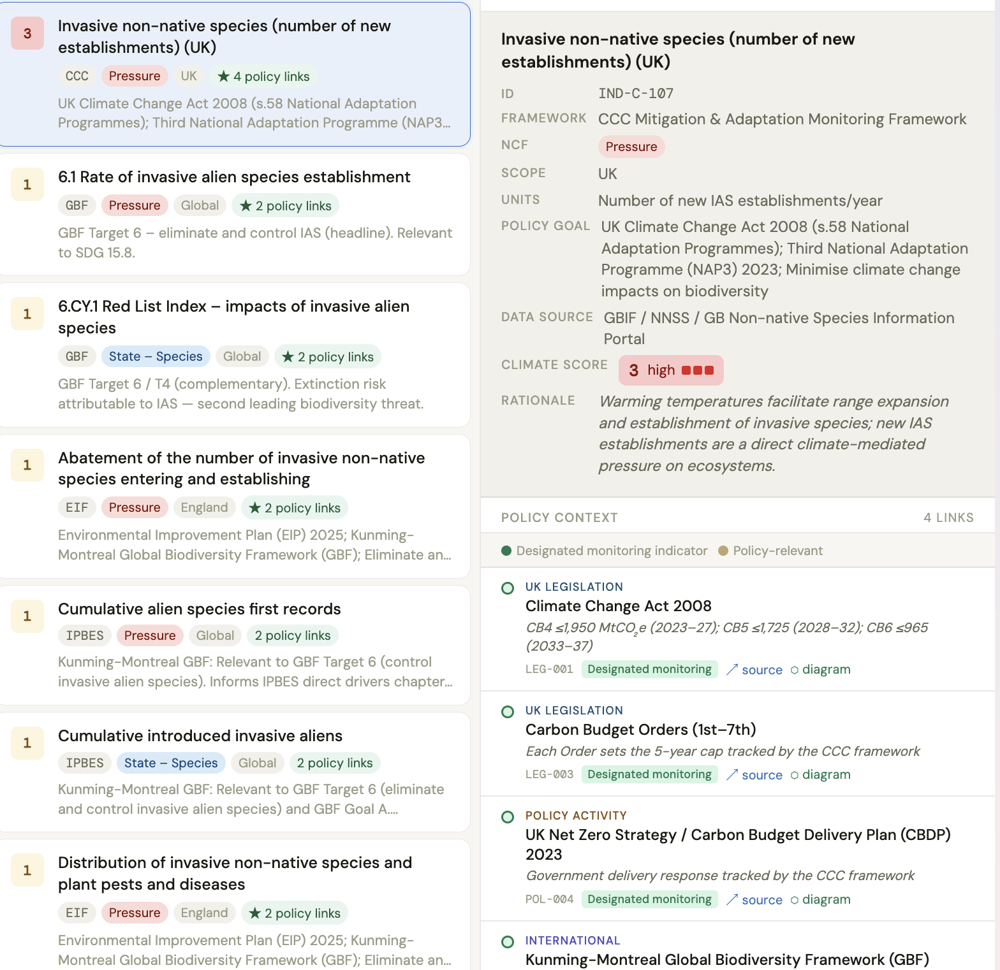 3
Invasive non-native species (number of new
establishments) (UK)
CCC Pressure UK ★ 4 policy links
UK Climate Change Act 2008 (s.58 National Adaptation
Programmes); Third National Adaptation Programme (NAP3...
1
6.1 Rate of invasive alien species establishment
GBF Pressure Global ★ 2 policy links
GBF Target 6 – eliminate and control IAS (headline). Relevant
to SDG 15.8.
1
6.CY.1 Red List Index – impacts of invasive alien
species
GBF State – Species Global ★ 2 policy links
GBF Target 6 / T4 (complementary). Extinction risk
attributable to IAS — second leading biodiversity threat.
1
Abatement of the number of invasive non-native
species entering and establishing
EIF Pressure England ★ 2 policy links
Environmental Improvement Plan (EIP) 2025; Kunming-
Montreal Global Biodiversity Framework (GBF); Eliminate an...
1
Cumulative alien species first records
IPBES Pressure Global 2 policy links
Kunming-Montreal GBF: Relevant to GBF Target 6 (control
invasive alien species). Informs IPBES direct drivers chapter...
1
Cumulative introduced invasive aliens
IPBES State – Species Global 2 policy links
Kunming-Montreal GBF: Relevant to GBF Target 6 (eliminate
and control invasive alien species) and GBF Goal A....
1
Distribution of invasive non-native species and
plant pests and diseases
EIF Pressure England ★ 2 policy links
Environmental Improvement Plan (EIP) 2025; Kunming-
Montreal Global Biodiversity Framework (GBF); Eliminate an...
Invasive non-native species (number of new
establishments) (UK)
ID IND-C-107
FRAMEWORK CCC Mitigation & Adaptation Monitoring Framework
NCF Pressure
SCOPE UK
UNITS Number of new IAS establishments/year
POLICY GOAL UK Climate Change Act 2008 (s.58 National
Adaptation Programmes); Third National Adaptation
Programme (NAP3) 2023; Minimise climate change
impacts on biodiversity
DATA SOURCE GBIF / NNSS / GB Non-native Species Information
Portal
CLIMATE SCORE 3 high
RATIONALE Warming temperatures facilitate range expansion
and establishment of invasive species; new IAS
establishments are a direct climate-mediated
pressure on ecosystems.
POLICY CONTEXT 4 LINKS
Designated monitoring indicator Policy-relevant
UK LEGISLATION
Climate Change Act 2008
CB4 ≤1,950 MtCO₂e (2023–27); CB5 ≤1,725 (2028–32); CB6 ≤965
(2033–37)
LEG-001 Designated monitoring ↗ source ⬡ diagram
UK LEGISLATION
Carbon Budget Orders (1st–7th)
Each Order sets the 5-year cap tracked by the CCC framework
LEG-003 Designated monitoring ↗ source ⬡ diagram
POLICY ACTIVITY
UK Net Zero Strategy / Carbon Budget Delivery Plan (CBDP)
2023
Government delivery response tracked by the CCC framework
POL-004 Designated monitoring ↗ source ⬡ diagram
INTERNATIONAL
Kunming-Montreal Global Biodiversity Framework (GBF)